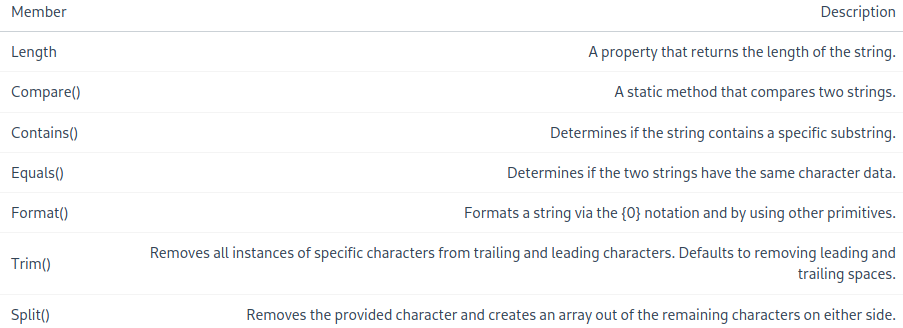 Member Description
Length A property that returns the length of the string.
Compare() A static method that compares two strings.
Contains() Determines if the string contains a specific substring.
Equals() Determines if the two strings have the same character data.
Format() Formats a string via the {0} notation and by using other primitives.
Trim() Removes all instances of specific characters from trailing and leading characters. Defaults to removing leading and
trailing spaces.
Split() Removes the provided character and creates an array out of the remaining characters on either side.